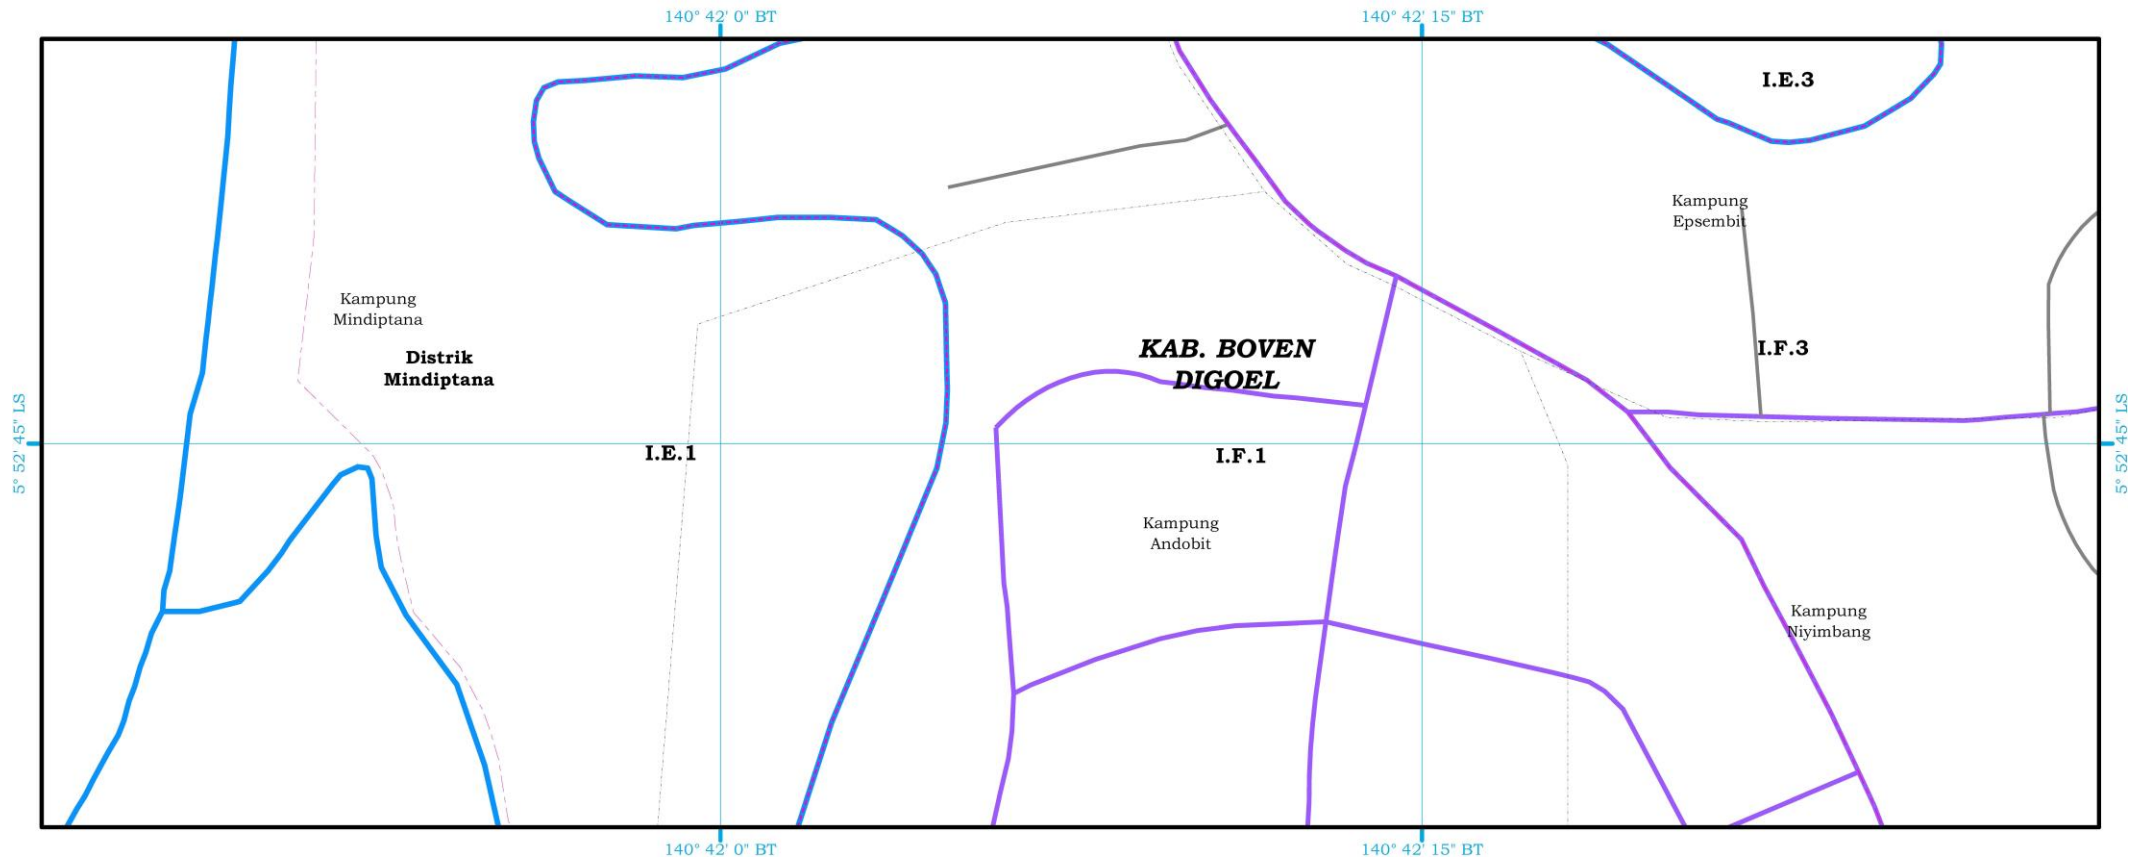 140° 42' 0" BT
140° 42' 15" BT
I.E.3
Kampung
Epsembit
Kampung
Mindiptana
Distrik
Mindiptana
KAB. BOVEN
DIGOEL
I.F.3
5° 52' 45" LS
5° 52' 45" LS
I.E.1
I.F.1
Kampung
Andobit
Kampung
Niyimbang
140° 42' 0" BT
140° 42' 15" BT